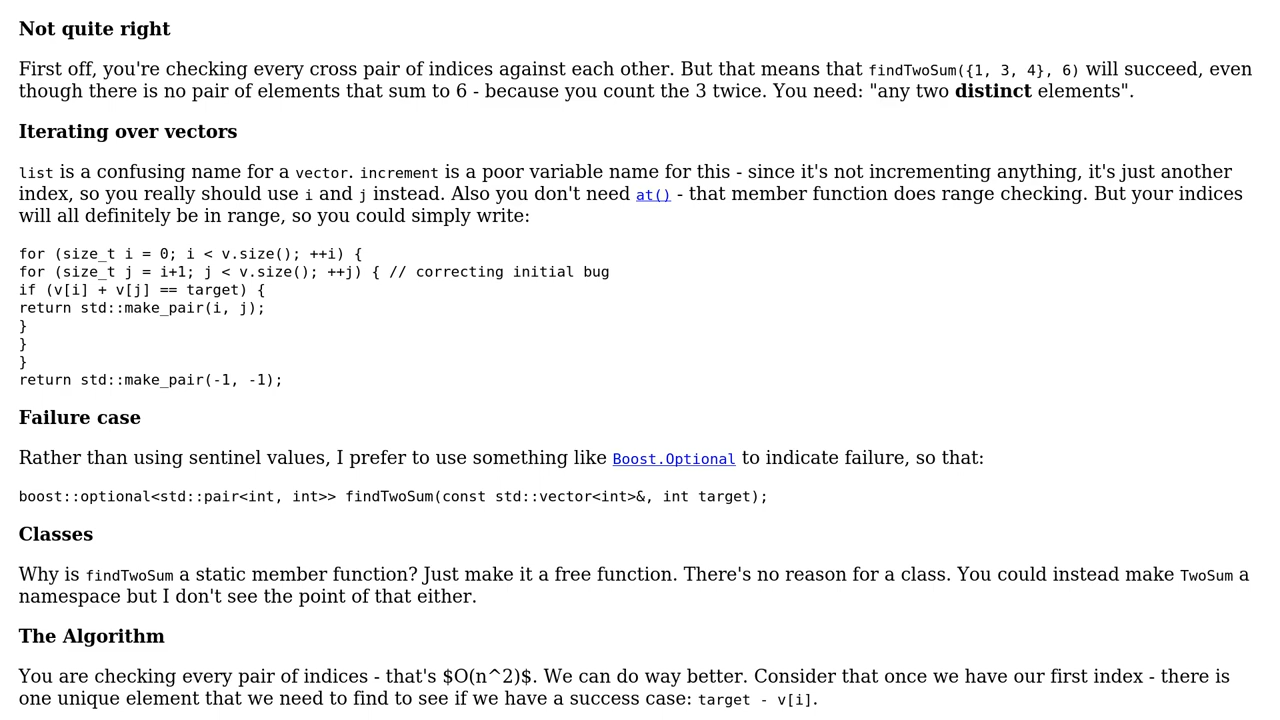 Not quite right
First off, you're checking every cross pair of indices against each other. But that means that findTwoSum({1, 3, 4}, 6) will succeed, even
though there is no pair of elements that sum to 6 - because you count the 3 twice. You need: "any two distinct elements".
Iterating over vectors
list is a confusing name for a vector. increment is a poor variable name for this - since it's not incrementing anything, it's just another
index, so you really should use i and j instead. Also you don't need at() - that member function does range checking. But your indices
will all definitely be in range, so you could simply write:
for (size_t i = 0; i < v.size(); ++i) {
for (size_t j = i+1; j < v.size(); ++j) { // correcting initial bug
if (v[i] + v[j] == target) {
return std::make_pair(i, j);
}
}
}
return std::make_pair(-1, -1);
Failure case
Rather than using sentinel values, I prefer to use something like Boost.Optional to indicate failure, so that:
boost::optional<std::pair<int, int>> findTwoSum(const std::vector<int>&, int target);
Classes
Why is findTwoSum a static member function? Just make it a free function. There's no reason for a class. You could instead make TwoSum a
namespace but I don't see the point of that either.
The Algorithm
You are checking every pair of indices - that's $O(n^2)$. We can do way better. Consider that once we have our first index - there is
one unique element that we need to find to see if we have a success case: target - v[i].